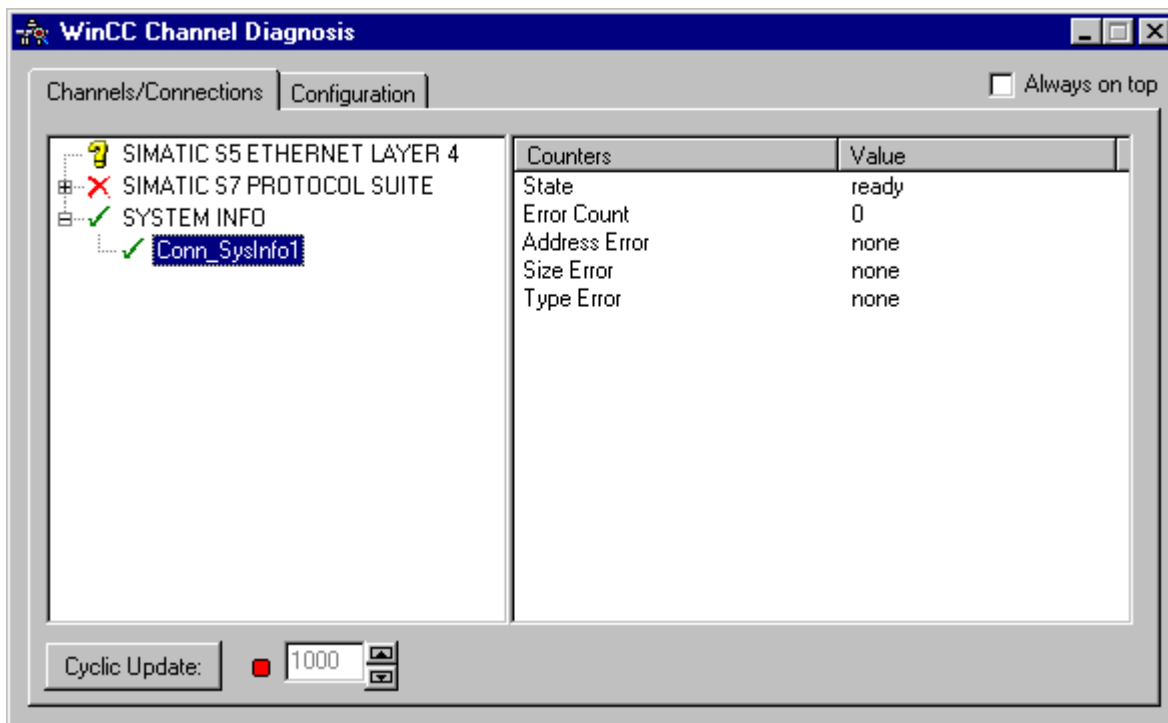 WinCC Channel Diagnosis
Channels/Connections Configuration Always on top
SIMATIC S5 ETHERNET LAYER 4
SIMATIC S7 PROTOCOL SUITE
SYSTEM INFO
Conn_SysInfo1
Counters Value
State ready
Error Count 0
Address Error none
Size Error none
Type Error none
Cyclic Update: 1000